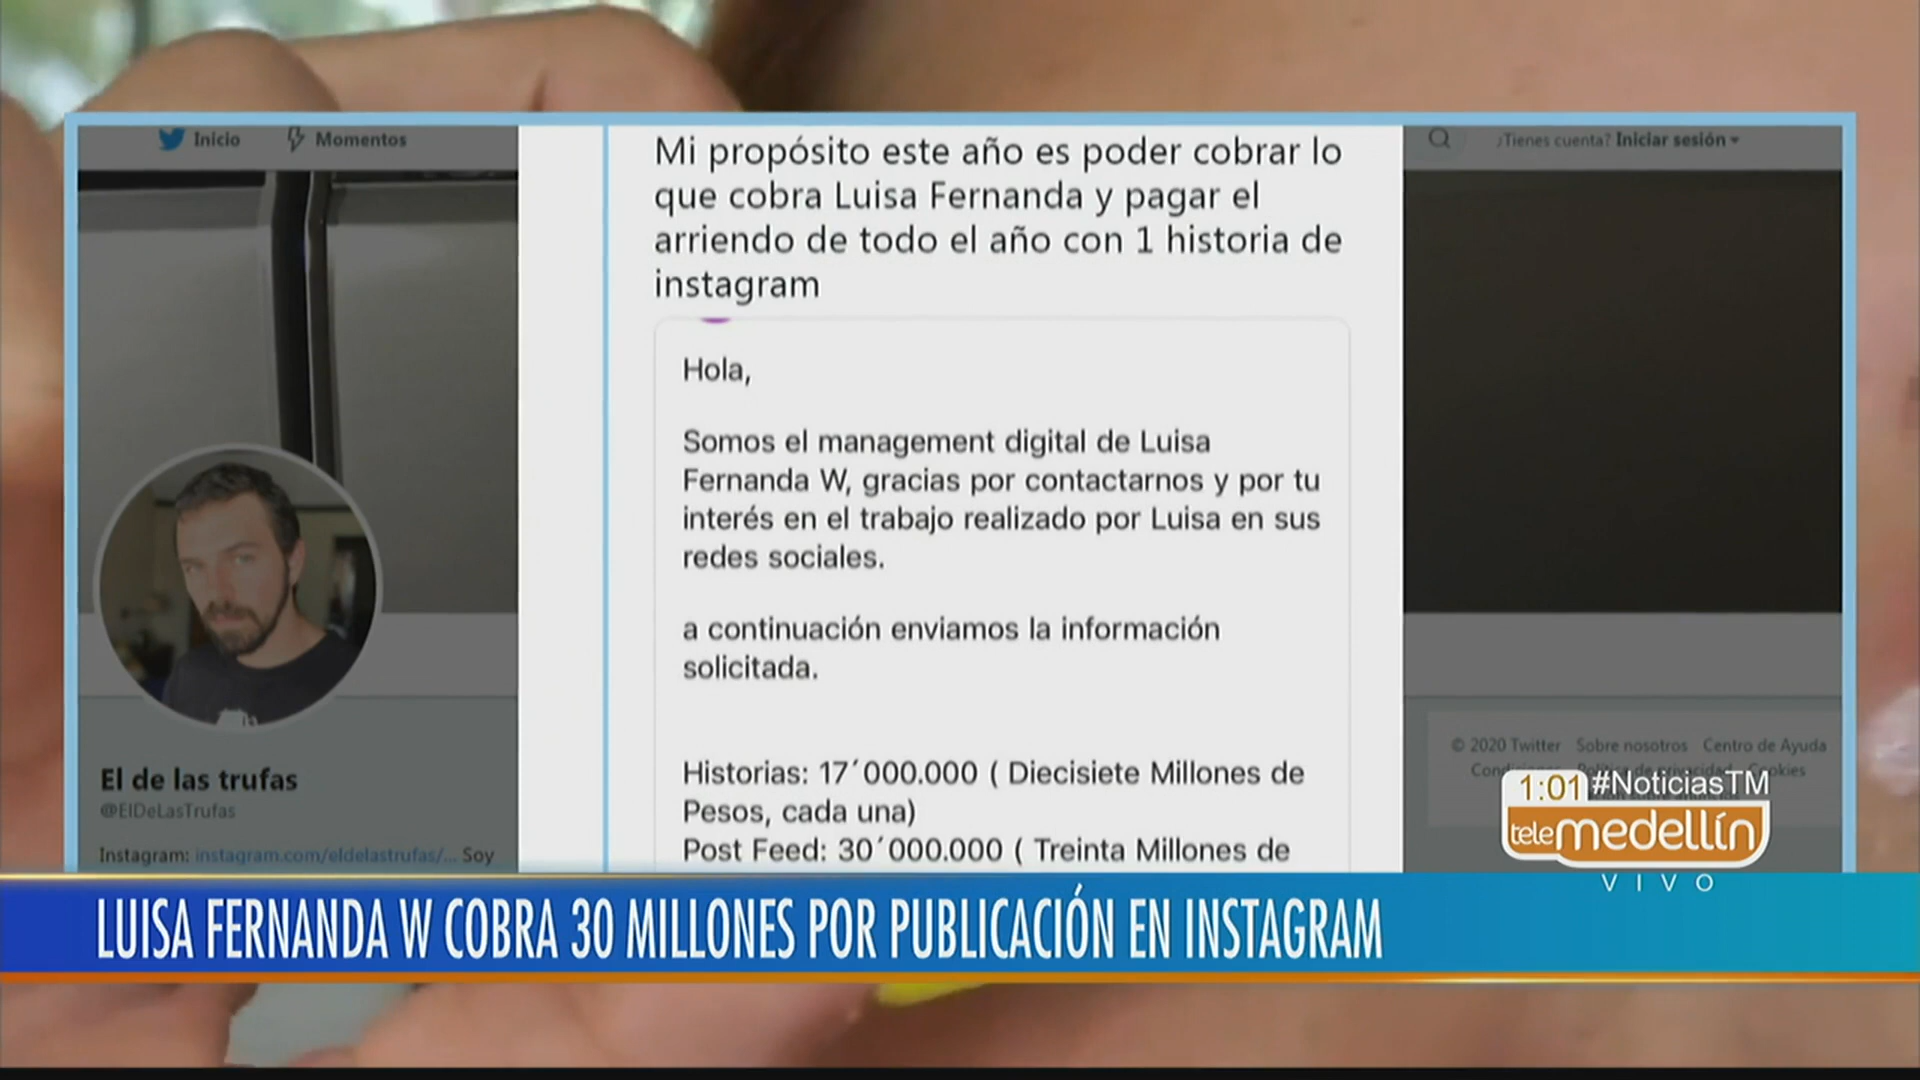 Inicio
Momentos
¿Tienes cuenta? Iniciar sesión
Mi propósito este año es poder cobrar lo
que cobra Luisa Fernanda y pagar el
arriendo de todo el año con 1 historia de
instagram
Hola,
Somos el management digital de Luisa
Fernanda W, gracias por contactarnos y por tu
interés en el trabajo realizado por Luisa en sus
redes sociales.
a continuación enviamos la información
solicitada.
Historias: 17´000.000 ( Diecisiete Millones de
Pesos, cada una)
Post Feed: 30´000.000 ( Treinta Millones de
El de las trufas
@ElDeLasTrufas
Instagram: instagram.com/eldelastrufas/... Soy
© 2020 Twitter Sobre nosotros Centro de Ayuda
Cookies
1:01 #NoticiasTM
telemedellín
VIVO
LUISA FERNANDA W COBRA 30 MILLONES POR PUBLICACIÓN EN INSTAGRAM